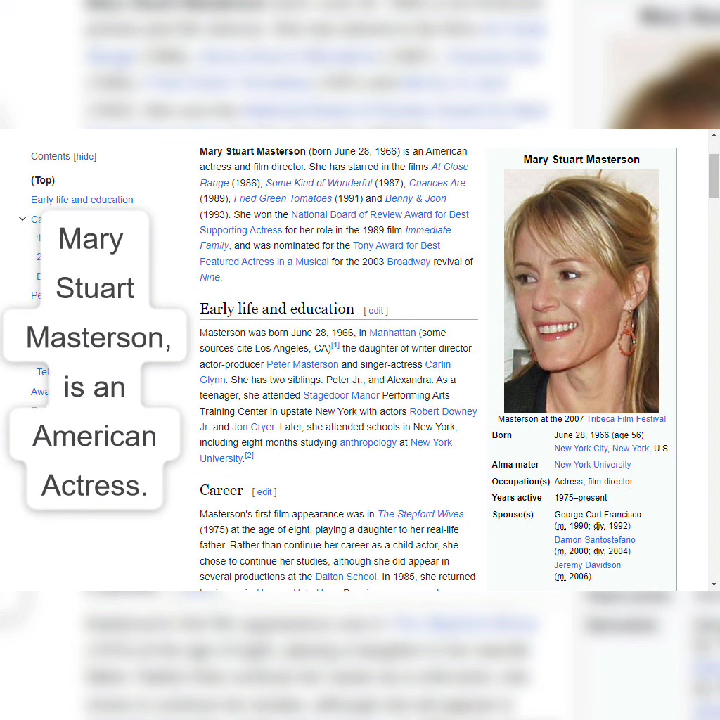 Contents [hide]
(Top)
Early life and education
Mary
Stuart
Masterson,
is an
American
Actress.
Mary Stuart Masterson (born June 28, 1966) is an American
actress and film director. She has starred in the films At Close
Range (1986), Some Kind of Wonderful (1987), Chances Are
(1989), Fried Green Tomatoes (1991) and Benny & Joon
(1993). She won the National Board of Review Award for Best
Supporting Actress for her role in the 1989 film Immediate
Family, and was nominated for the Tony Award for Best
Featured Actress in a Musical for the 2003 Broadway revival of
Nine.
Early life and education [ edit ]
Masterson was born June 28, 1966, in Manhattan (some
sources cite Los Angeles, CA)[1] the daughter of writer director
actor-producer Peter Masterson and singer-actress Carlin
Glynn. She has two siblings: Peter Jr., and Alexandra. As a
teenager, she attended Stagedoor Manor Performing Arts
Training Center in upstate New York with actors Robert Downey
Jr. and Jon Cryer. Later, she attended schools in New York,
including eight months studying anthropology at New York
University.[2]
Career [ edit ]
Masterson's first film appearance was in The Stepford Wives
(1975) at the age of eight, playing a daughter to her real-life
father. Rather than continue her career as a child actor, she
chose to continue her studies, although she did appear in
several productions at the Dalton School. In 1985, she returned
Mary Stuart Masterson
Masterson at the 2007 Tribeca Film Festival
Born June 28, 1966 (age 56)
New York City, New York, U.S.
Alma mater New York University
Occupation(s) Actress, film director
Years active 1975–present
Spouse(s) George Carl Francisco
(m. 1990; div. 1992)
Damon Santostefano
(m. 2000; div. 2004)
Jeremy Davidson
(m. 2006)